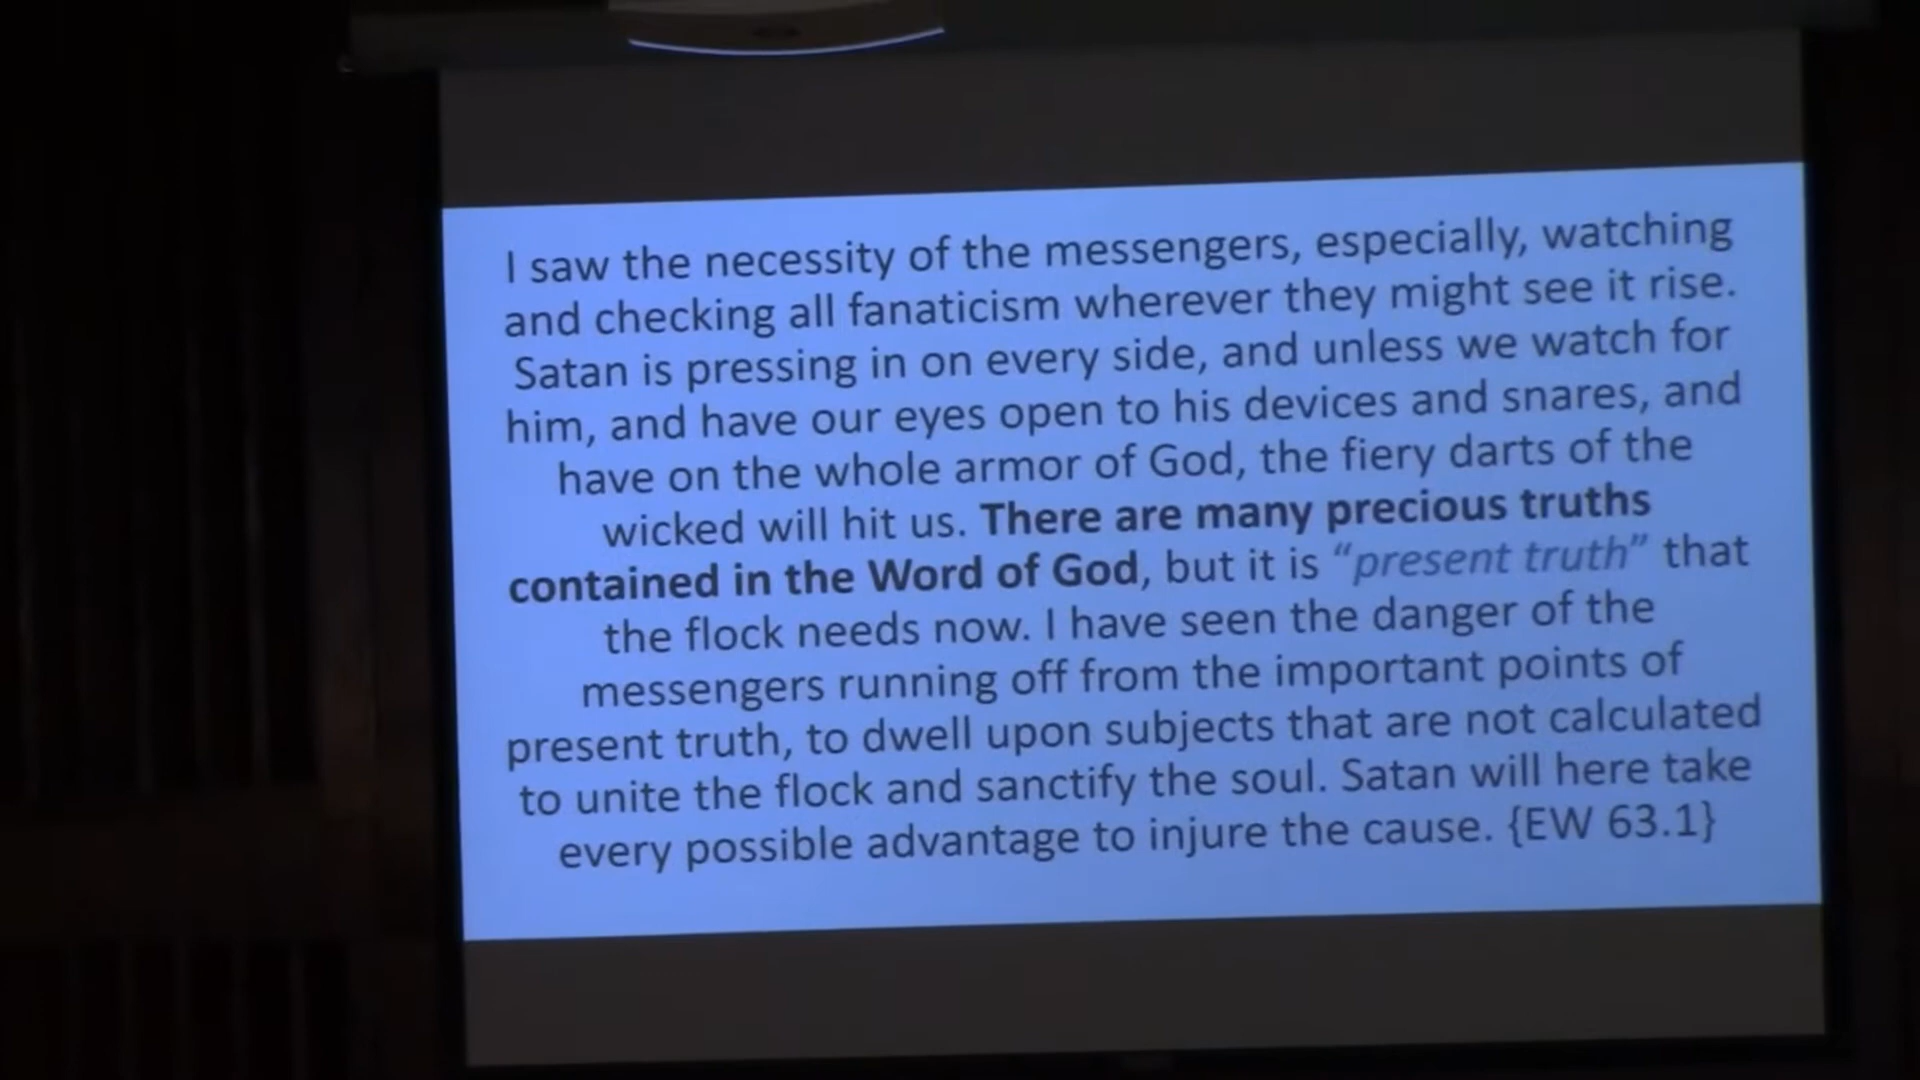 I saw the necessity of the messengers, especially, watching
and checking all fanaticism wherever they might see it rise.
Satan is pressing in on every side, and unless we watch for
him, and have our eyes open to his devices and snares, and
have on the whole armor of God, the fiery darts of the
wicked will hit us. There are many precious truths
contained in the Word of God, but it is “present truth” that
the flock needs now. I have seen the danger of the
messengers running off from the important points of
present truth, to dwell upon subjects that are not calculated
to unite the flock and sanctify the soul. Satan will here take
every possible advantage to injure the cause. {EW 63.1}